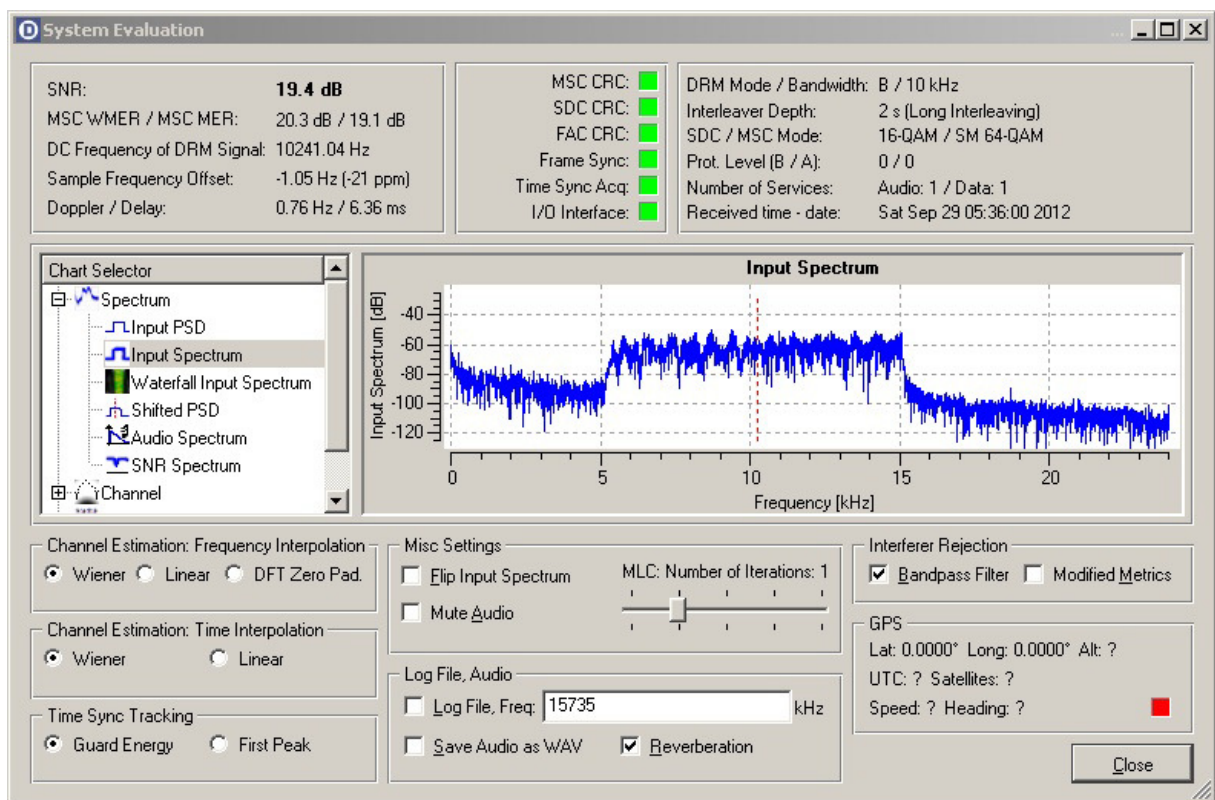 System Evaluation
SNR: 19.4 dB
MSC WMER / MSC MER: 20.3 dB / 19.1 dB
DC Frequency of DRM Signal: 10241.04 Hz
Sample Frequency Offset: -1.05 Hz (-21 ppm)
Doppler / Delay: 0.76 Hz / 6.36 ms
MSC CRC:
SDC CRC:
FAC CRC:
Frame Sync:
Time Sync Acq:
I/O Interface:
DRM Mode / Bandwidth: B / 10 kHz
Interleaver Depth: 2 s (Long Interleaving)
SDC / MSC Mode: 16-QAM / SM 64-QAM
Prot. Level (B / A): 0 / 0
Number of Services: Audio: 1 / Data: 1
Received time - date: Sat Sep 29 05:36:00 2012
Chart Selector
Spectrum
Input PSD
Input Spectrum
Waterfall Input Spectrum
Shifted PSD
Audio Spectrum
SNR Spectrum
Channel
Input Spectrum
Input Spectrum [dB]
-40
-60
-80
-100
-120
0 5 10 15 20
Frequency [kHz]
Channel Estimation: Frequency Interpolation
Wiener Linear DFT Zero Pad.
Channel Estimation: Time Interpolation
Wiener Linear
Time Sync Tracking
Guard Energy First Peak
Misc Settings
Flip Input Spectrum
MLC: Number of Iterations: 1
Mute Audio
Log File, Audio
Log File, Freq: 15735 kHz
Save Audio as WAV Reverberation
Interferer Rejection
Bandpass Filter Modified Metrics
GPS
Lat: 0.0000° Long: 0.0000° Alt: ?
UTC: ? Satellites: ?
Speed: ? Heading: ?
Close